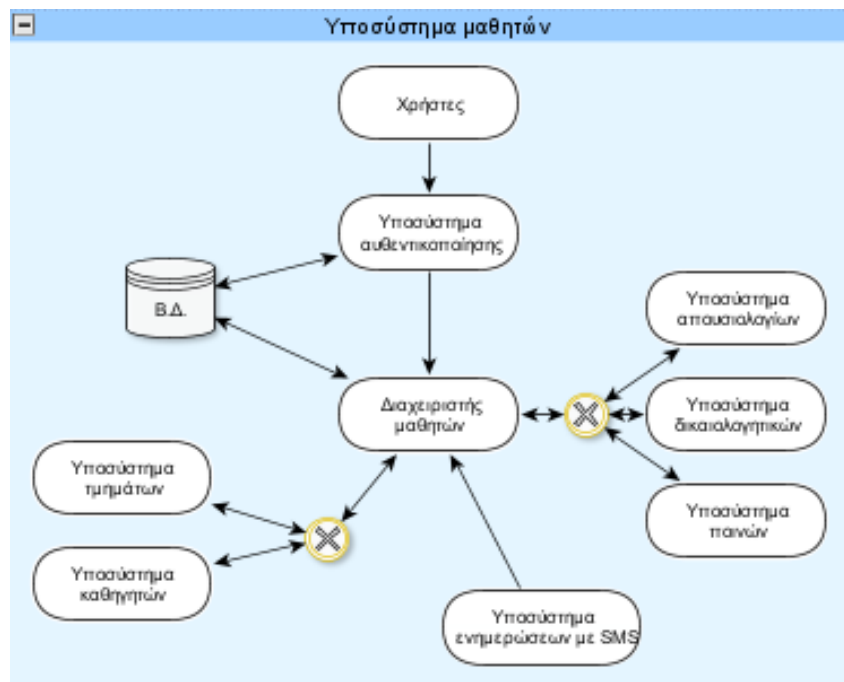 Υποσύστημα μαθητών
Χρήστες
Υποσύστημα
αυθεντικοποίησης
Β.Δ.
Υποσύστημα
απουσιολογίων
Διαχειριστής
μαθητών
Υποσύστημα
δικαιολογητικών
Υποσύστημα
τμημάτων
Υποσύστημα
ποινών
Υποσύστημα
καθηγητών
Υποσύστημα
ενημερώσεων με SMS